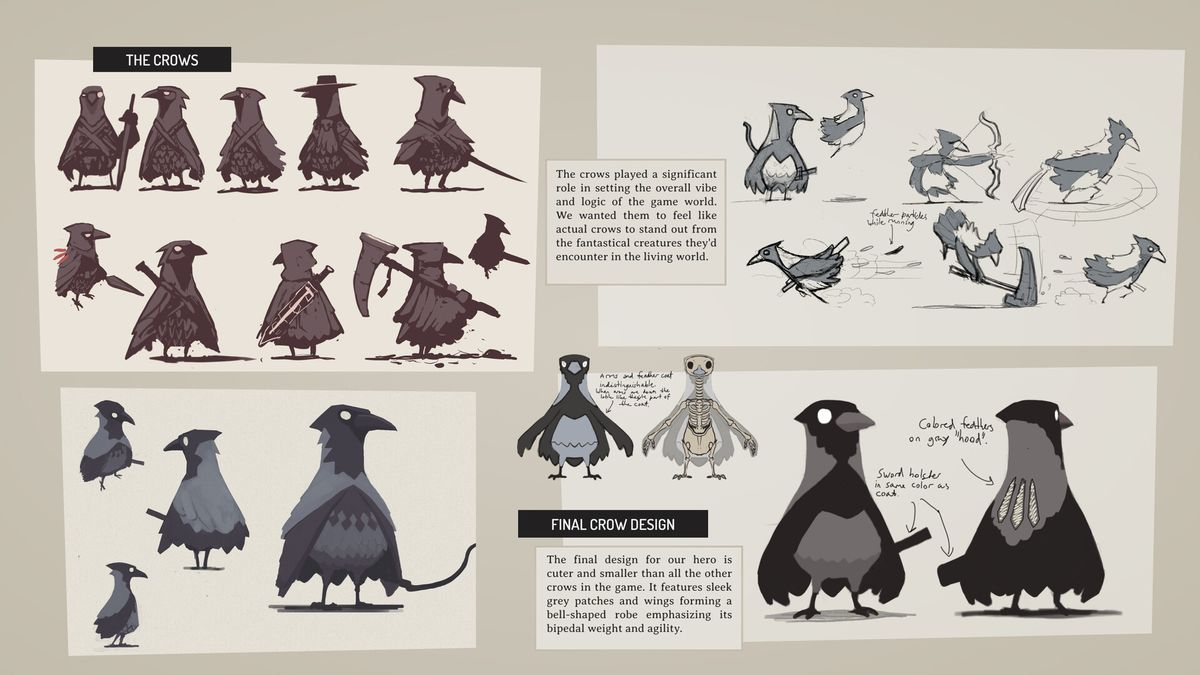 THE CROWS
The crows played a significant
role in setting the overall vibe
and logic of the game world.
We wanted them to feel like
actual crows to stand out from
the fantastical creatures they'd
encounter in the living world.
feather particles
while running
Arms and feather coat
indistinguishable.
When arms are down they
look like they're part of
the coat.
Colored feathers
on gray "hood".
Sword holster
in same color as
coat.
FINAL CROW DESIGN
The final design for our hero is
cuter and smaller than all the other
crows in the game. It features sleek
grey patches and wings forming a
bell-shaped robe emphasizing its
bipedal weight and agility.